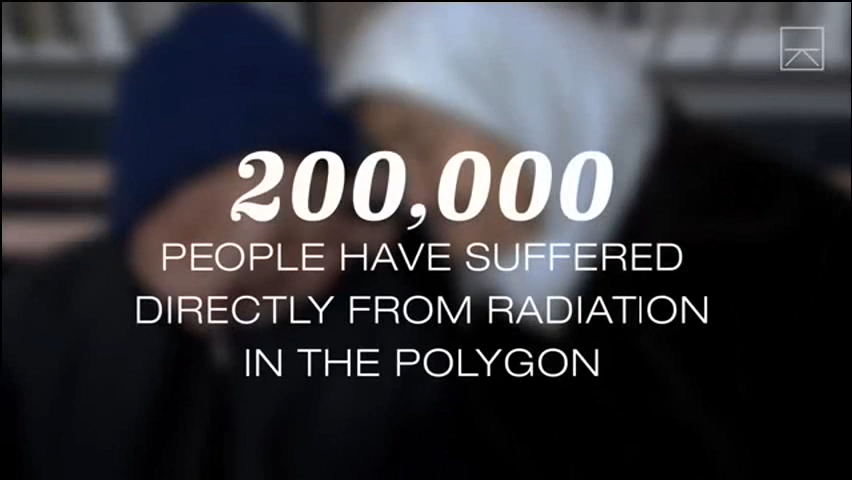 200,000
PEOPLE HAVE SUFFERED
DIRECTLY FROM RADIATION
IN THE POLYGON